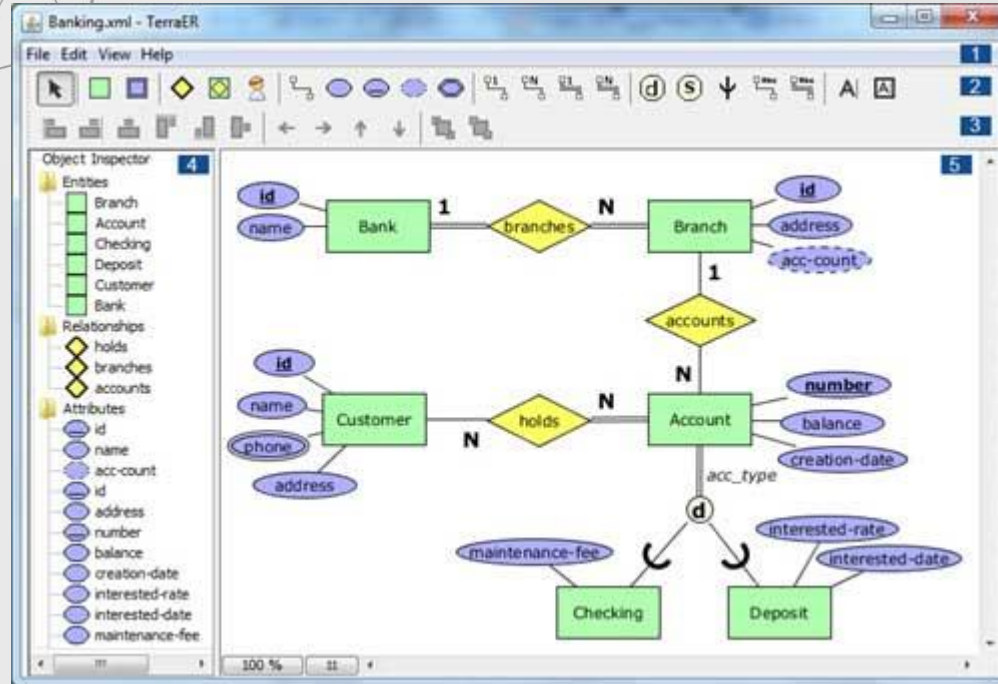 Banking.xml - TerraER
File Edit View Help
1
1 N 1 N d s A A
2
3
Object Inspector
4
Entities
Branch
Account
Checking
Deposit
Customer
Bank
Relationships
holds
branches
accounts
Attributes
id
name
acc-count
id
address
number
balance
creation-date
interested-rate
interested-date
maintenance-fee
5
id
name
Bank
1
branches
N
Branch
id
address
acc-count
1
accounts
N
id
name
phone
address
Customer
N
holds
N
Account
number
balance
creation-date
acc_type
d
maintenance-fee
interested-rate
interested-date
Checking
Deposit
100 %